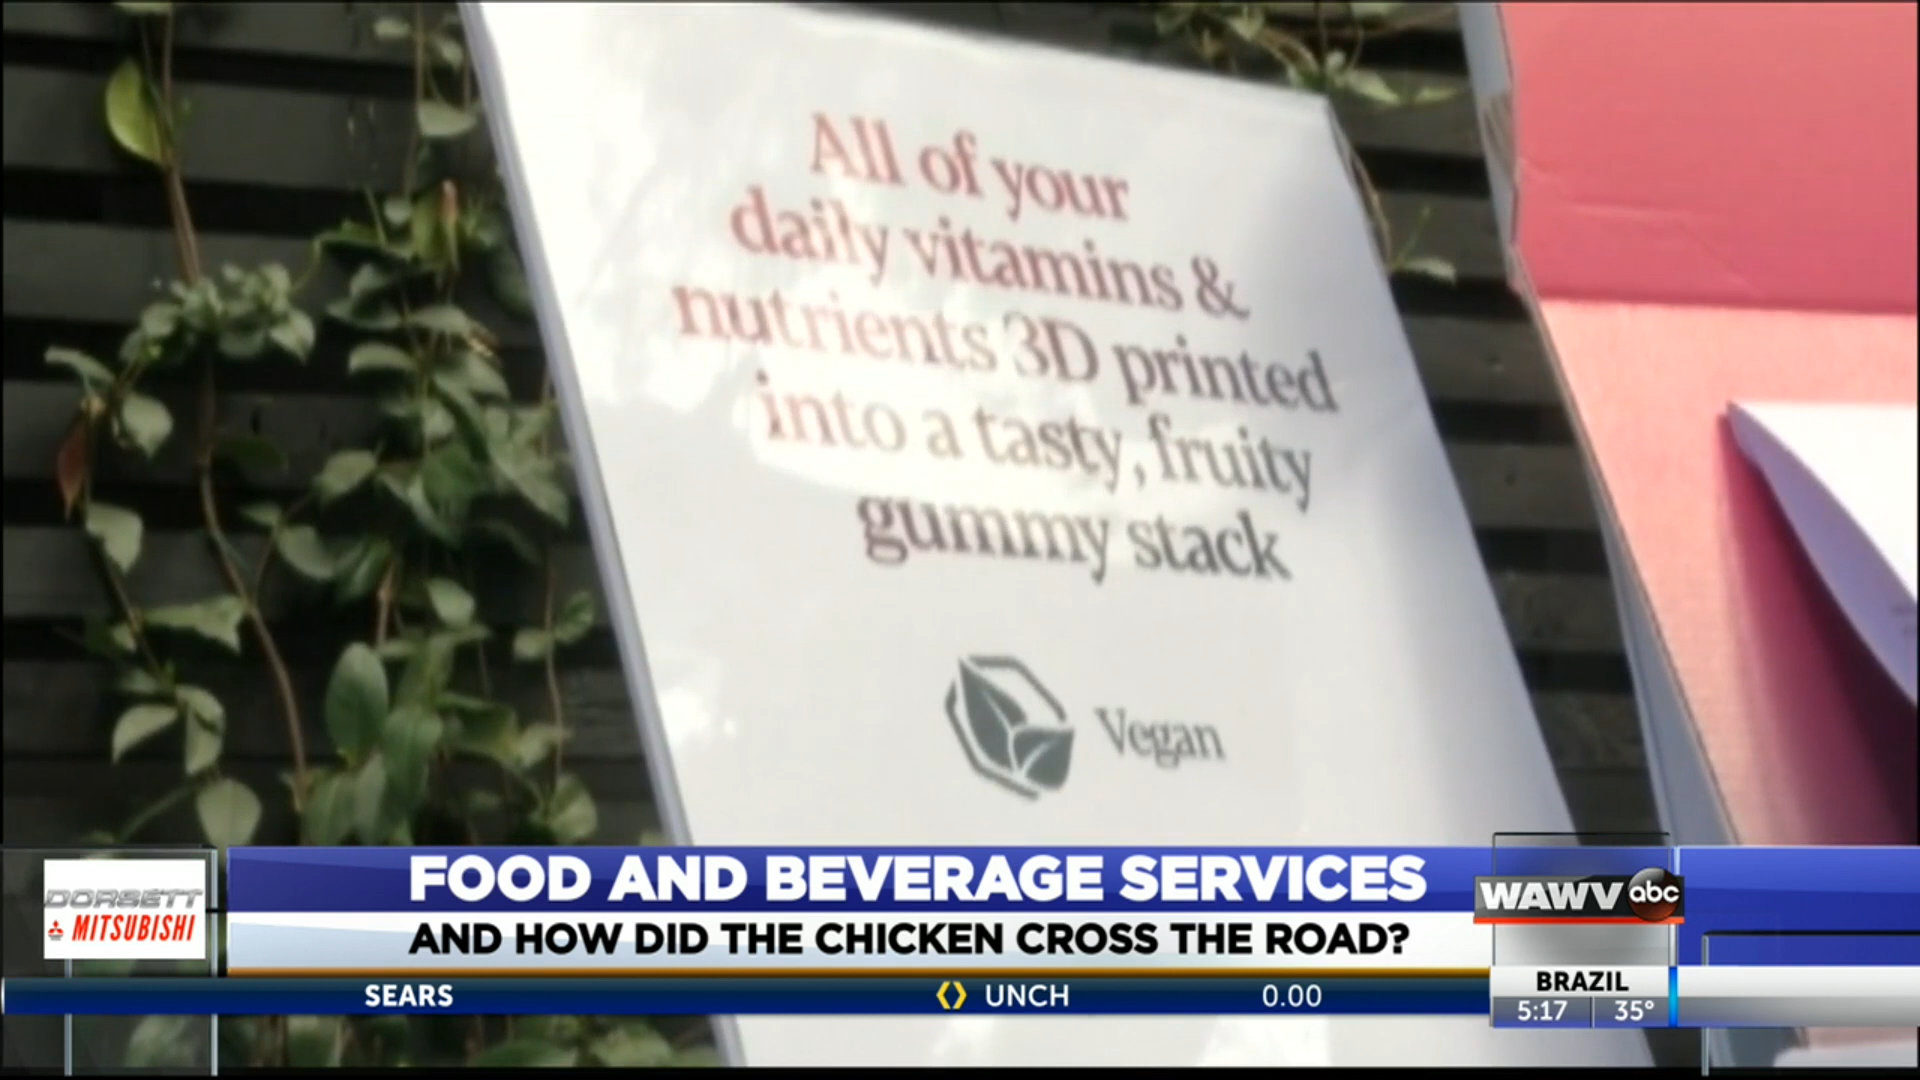 All of your
daily vitamins &
nutrients 3D printed
into a tasty, fruity
gummy stack
Vegan
DORSETT
MITSUBISHI
FOOD AND BEVERAGE SERVICES
AND HOW DID THE CHICKEN CROSS THE ROAD?
WAWV abc
SEARS UNCH 0.00
BRAZIL
5:17 35°